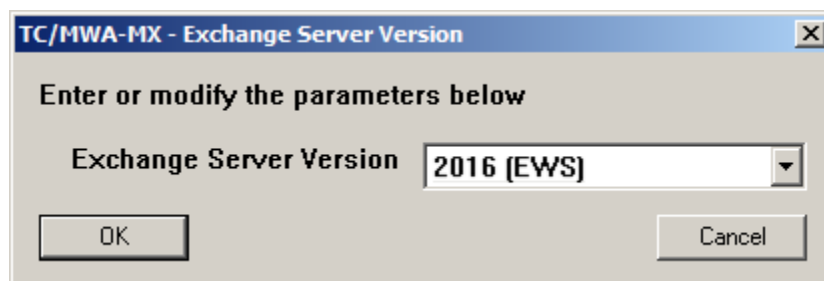 TC/MWA-MX - Exchange Server Version
Enter or modify the parameters below
Exchange Server Version 2016 (EWS)
OK Cancel